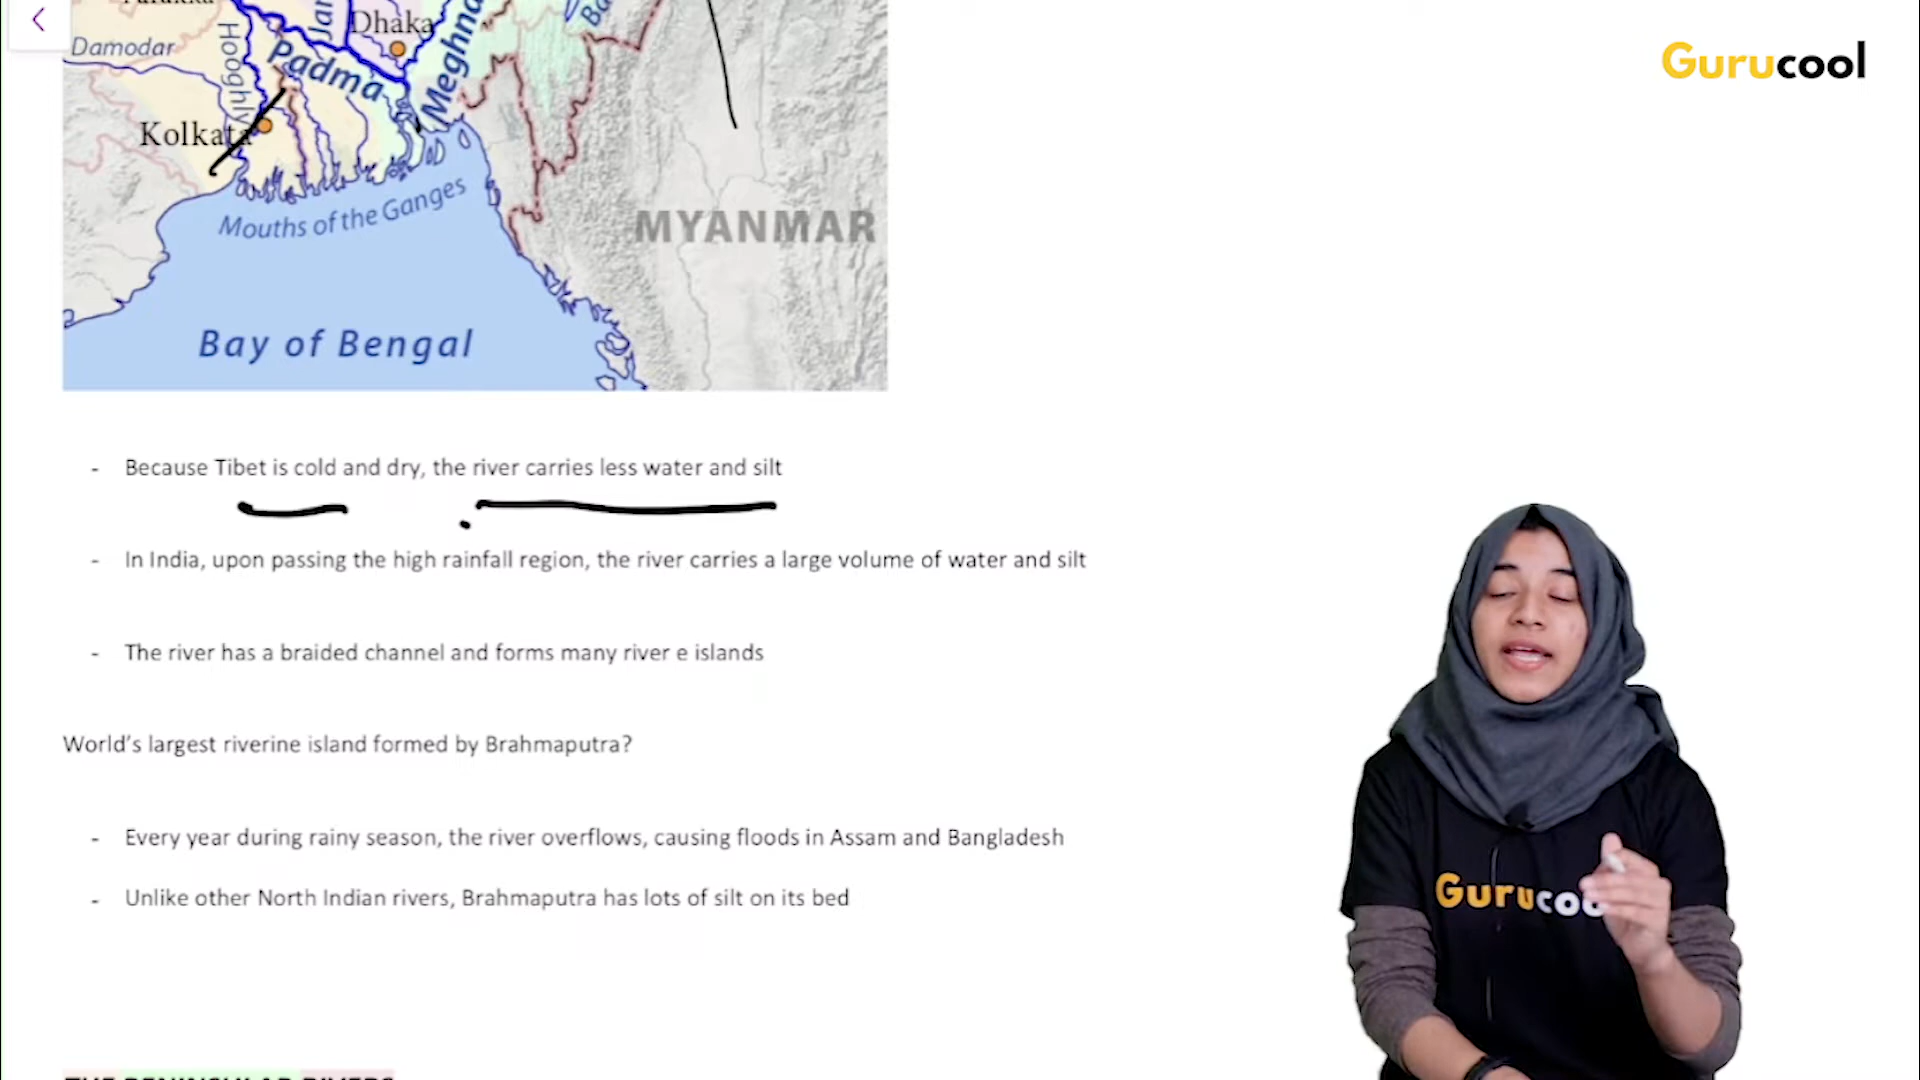 Dhaka
Damodar
Hooghly
Padma
Meghna
Kolkata
Mouths of the Ganges
MYANMAR
Bay of Bengal
Gurucool
- Because Tibet is cold and dry, the river carries less water and silt
- In India, upon passing the high rainfall region, the river carries a large volume of water and silt
- The river has a braided channel and forms many river e islands
World's largest riverine island formed by Brahmaputra?
- Every year during rainy season, the river overflows, causing floods in Assam and Bangladesh
- Unlike other North Indian rivers, Brahmaputra has lots of silt on its bed
Guruco
THE PENINSULAR RIVERS